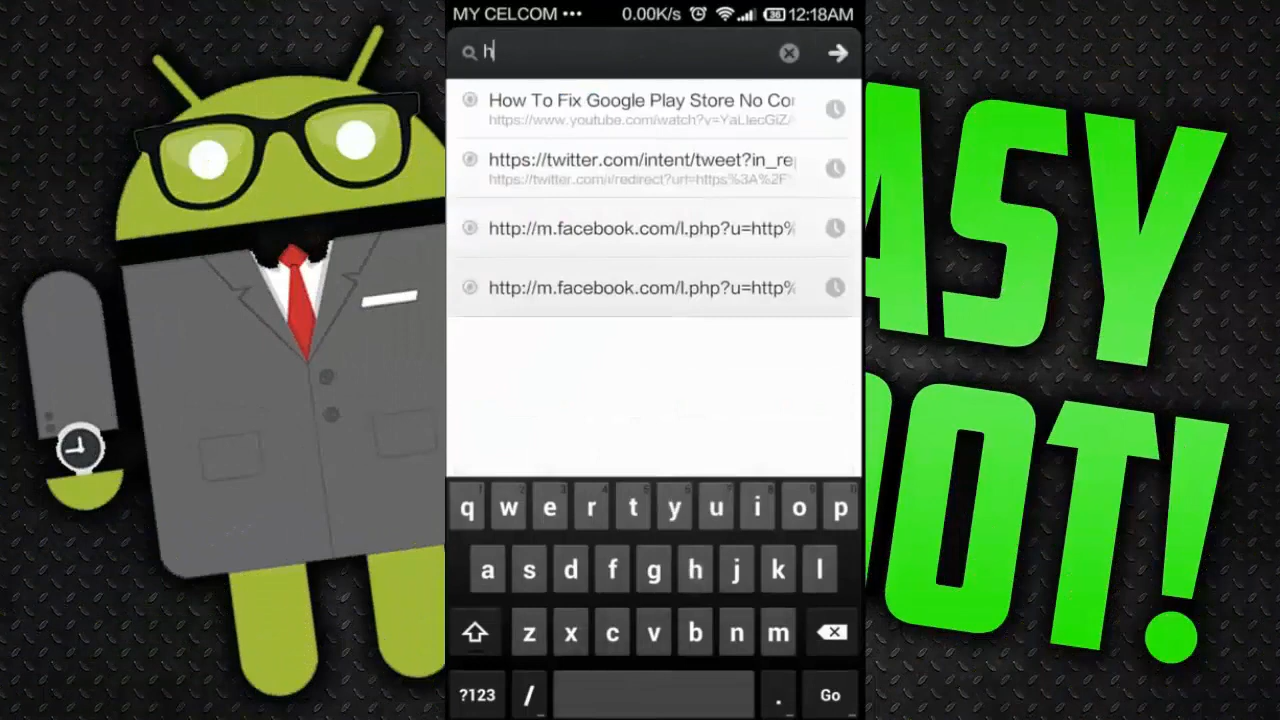 MY CELCOM ••• 0.00K/s 36 12:18AM
h
How To Fix Google Play Store No Co
https://www.youtube.com/watch?v=YaLlecGiZ
https://twitter.com/intent/tweet?in_re
https://twitter.com/i/redirect?url=https%3A%2F
http://m.facebook.com/l.php?u=http%
http://m.facebook.com/l.php?u=http%
ASY
OOT!
q w e r t y u i o p
a s d f g h j k l
z x c v b n m
?123 / . Go